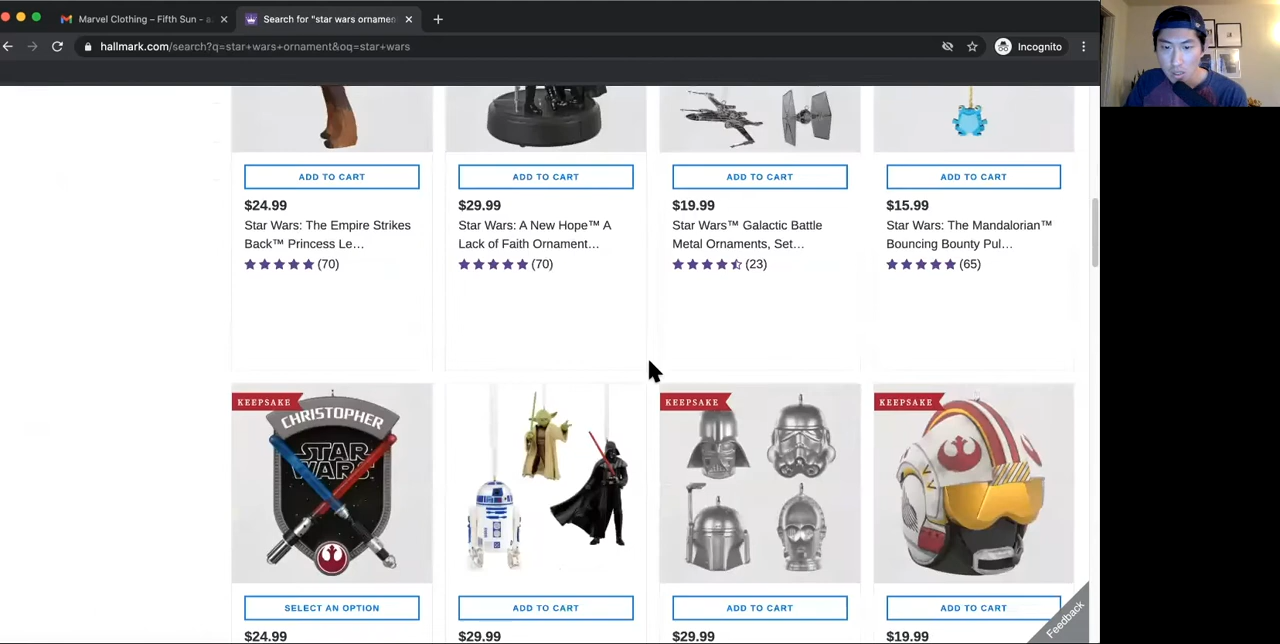 Marvel Clothing – Fifth Sun - a
Search for "star wars ornamen
hallmark.com/search?q=star+wars+ornament&oq=star+wars
Incognito
ADD TO CART
ADD TO CART
ADD TO CART
ADD TO CART
$24.99
$29.99
$19.99
$15.99
Star Wars: The Empire Strikes
Back™ Princess Le...
Star Wars: A New Hope™ A
Lack of Faith Ornament...
Star Wars™ Galactic Battle
Metal Ornaments, Set...
Star Wars: The Mandalorian™
Bouncing Bounty Pul...
(70)
(70)
(23)
(65)
KEEPSAKE
CHRISTOPHER
STAR
WARS
KEEPSAKE
KEEPSAKE
SELECT AN OPTION
ADD TO CART
ADD TO CART
ADD TO CART
$24.99
$29.99
$29.99
$19.99
Feedback